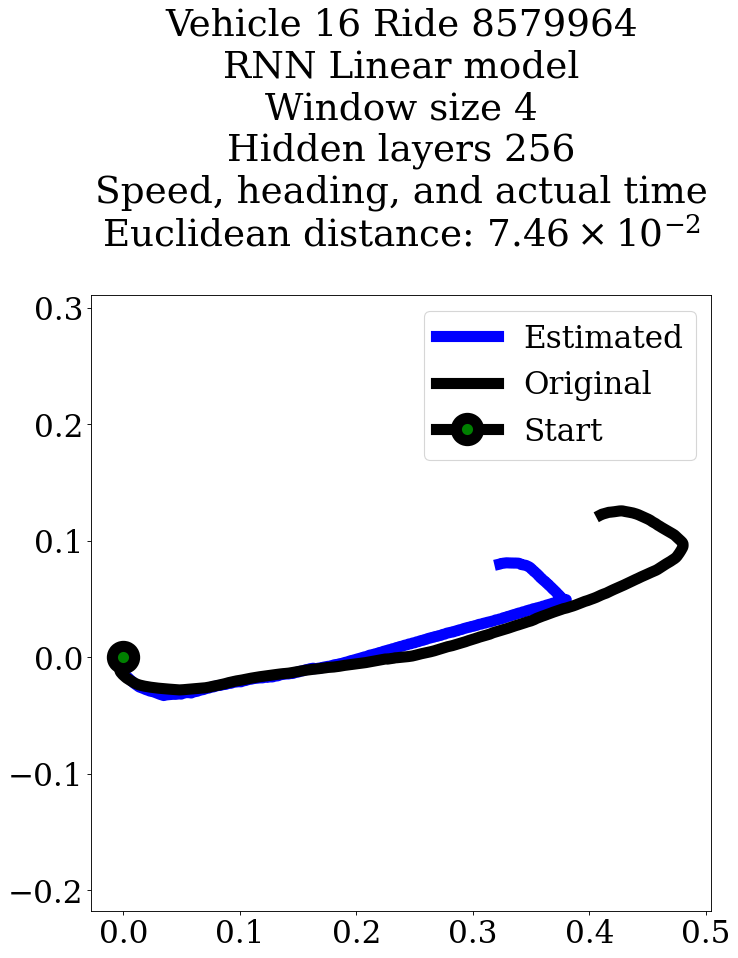 Vehicle 16 Ride 8579964
RNN Linear model
Window size 4
Hidden layers 256
Speed, heading, and actual time
Euclidean distance: 7.46 × 10⁻²
Estimated
Original
Start
0.3
0.2
0.1
0.0
−0.1
−0.2
0.0 0.1 0.2 0.3 0.4 0.5